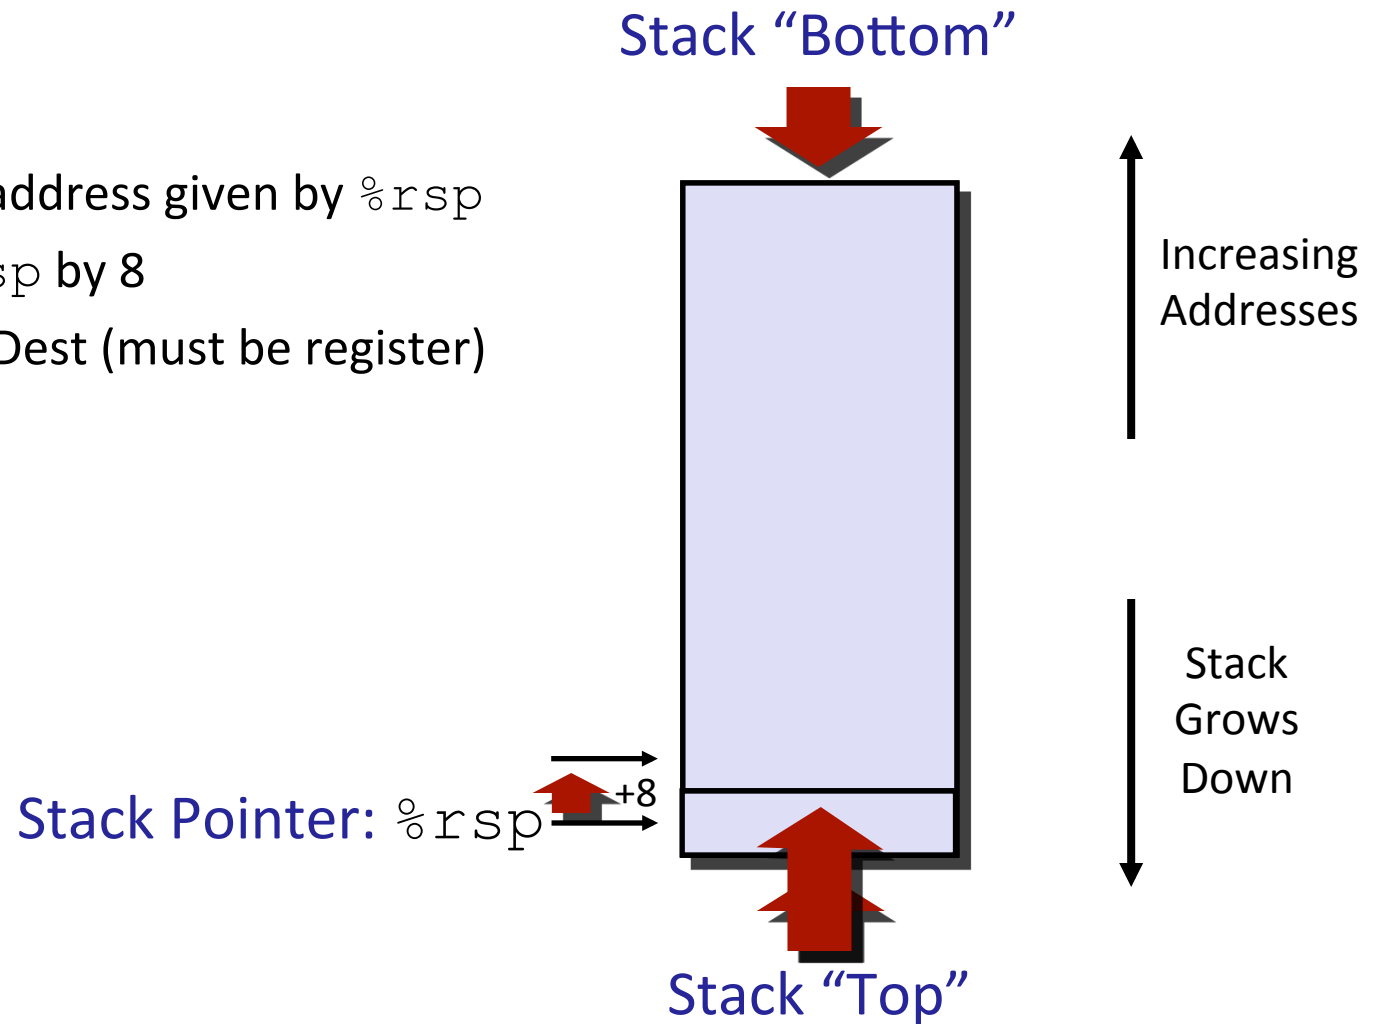 Stack “Bottom”
address given by %rsp
sp by 8
Dest (must be register)
Increasing
Addresses
Stack
Grows
Down
+8
Stack Pointer: %rsp
Stack “Top”